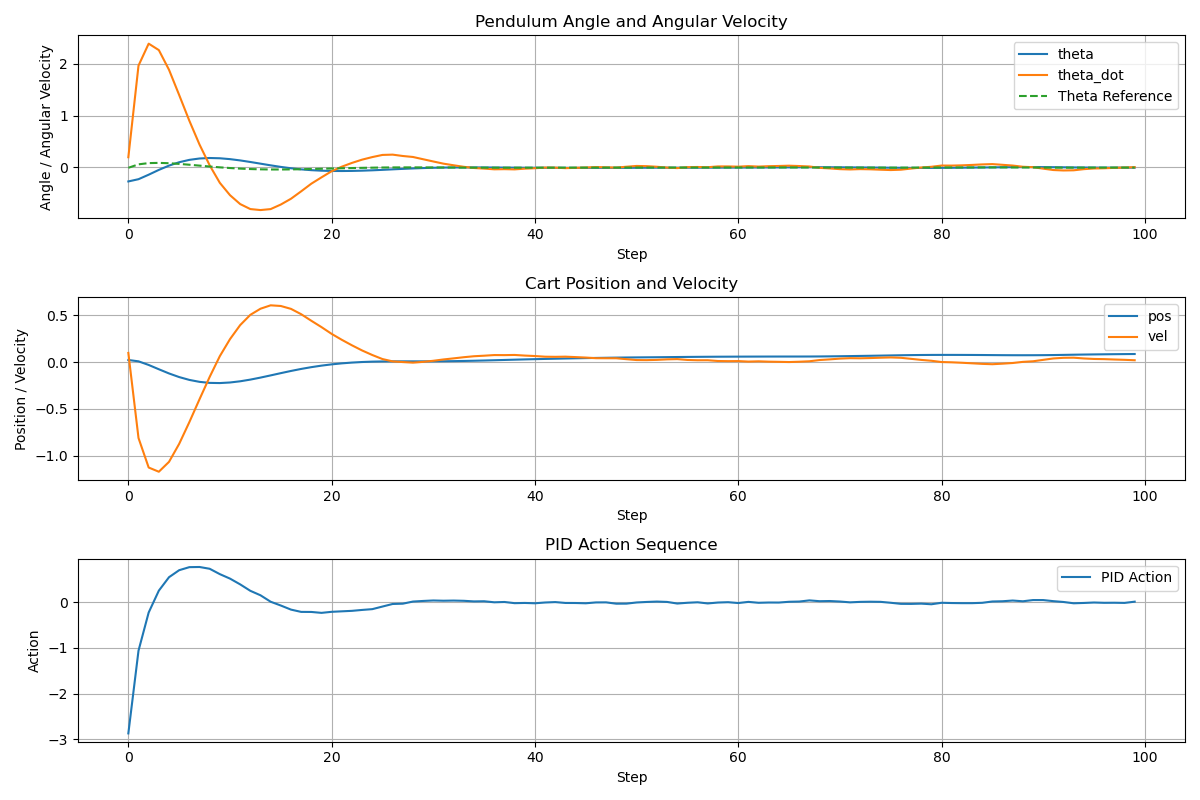 Pendulum Angle and Angular Velocity
Angle / Angular Velocity
2
1
0
theta
theta_dot
Theta Reference
0 20 40 60 80 100
Step
Cart Position and Velocity
Position / Velocity
0.5
0.0
−0.5
−1.0
pos
vel
0 20 40 60 80 100
Step
PID Action Sequence
Action
0
−1
−2
−3
PID Action
0 20 40 60 80 100
Step